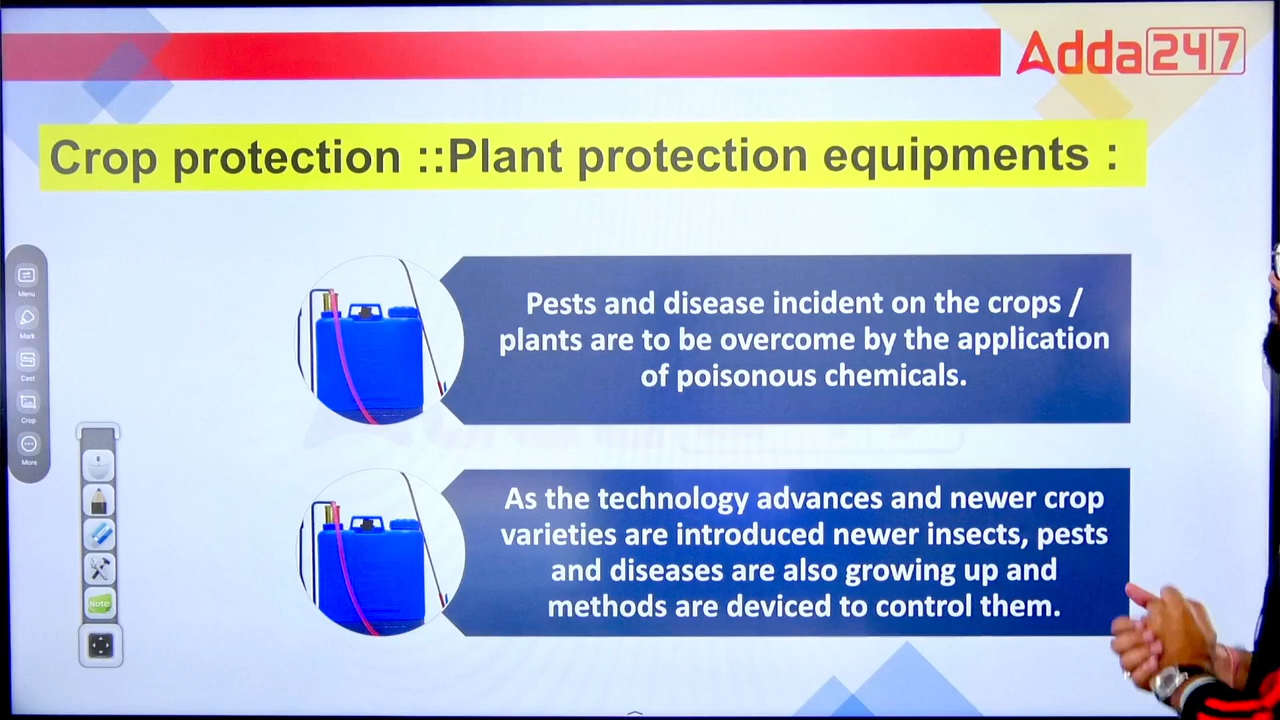 Adda247
Crop protection ::Plant protection equipments :
Pests and disease incident on the crops /
plants are to be overcome by the application
of poisonous chemicals.
As the technology advances and newer crop
varieties are introduced newer insects, pests
and diseases are also growing up and
methods are deviced to control them.
Menu
Mark
Cast
Crop
More
Note